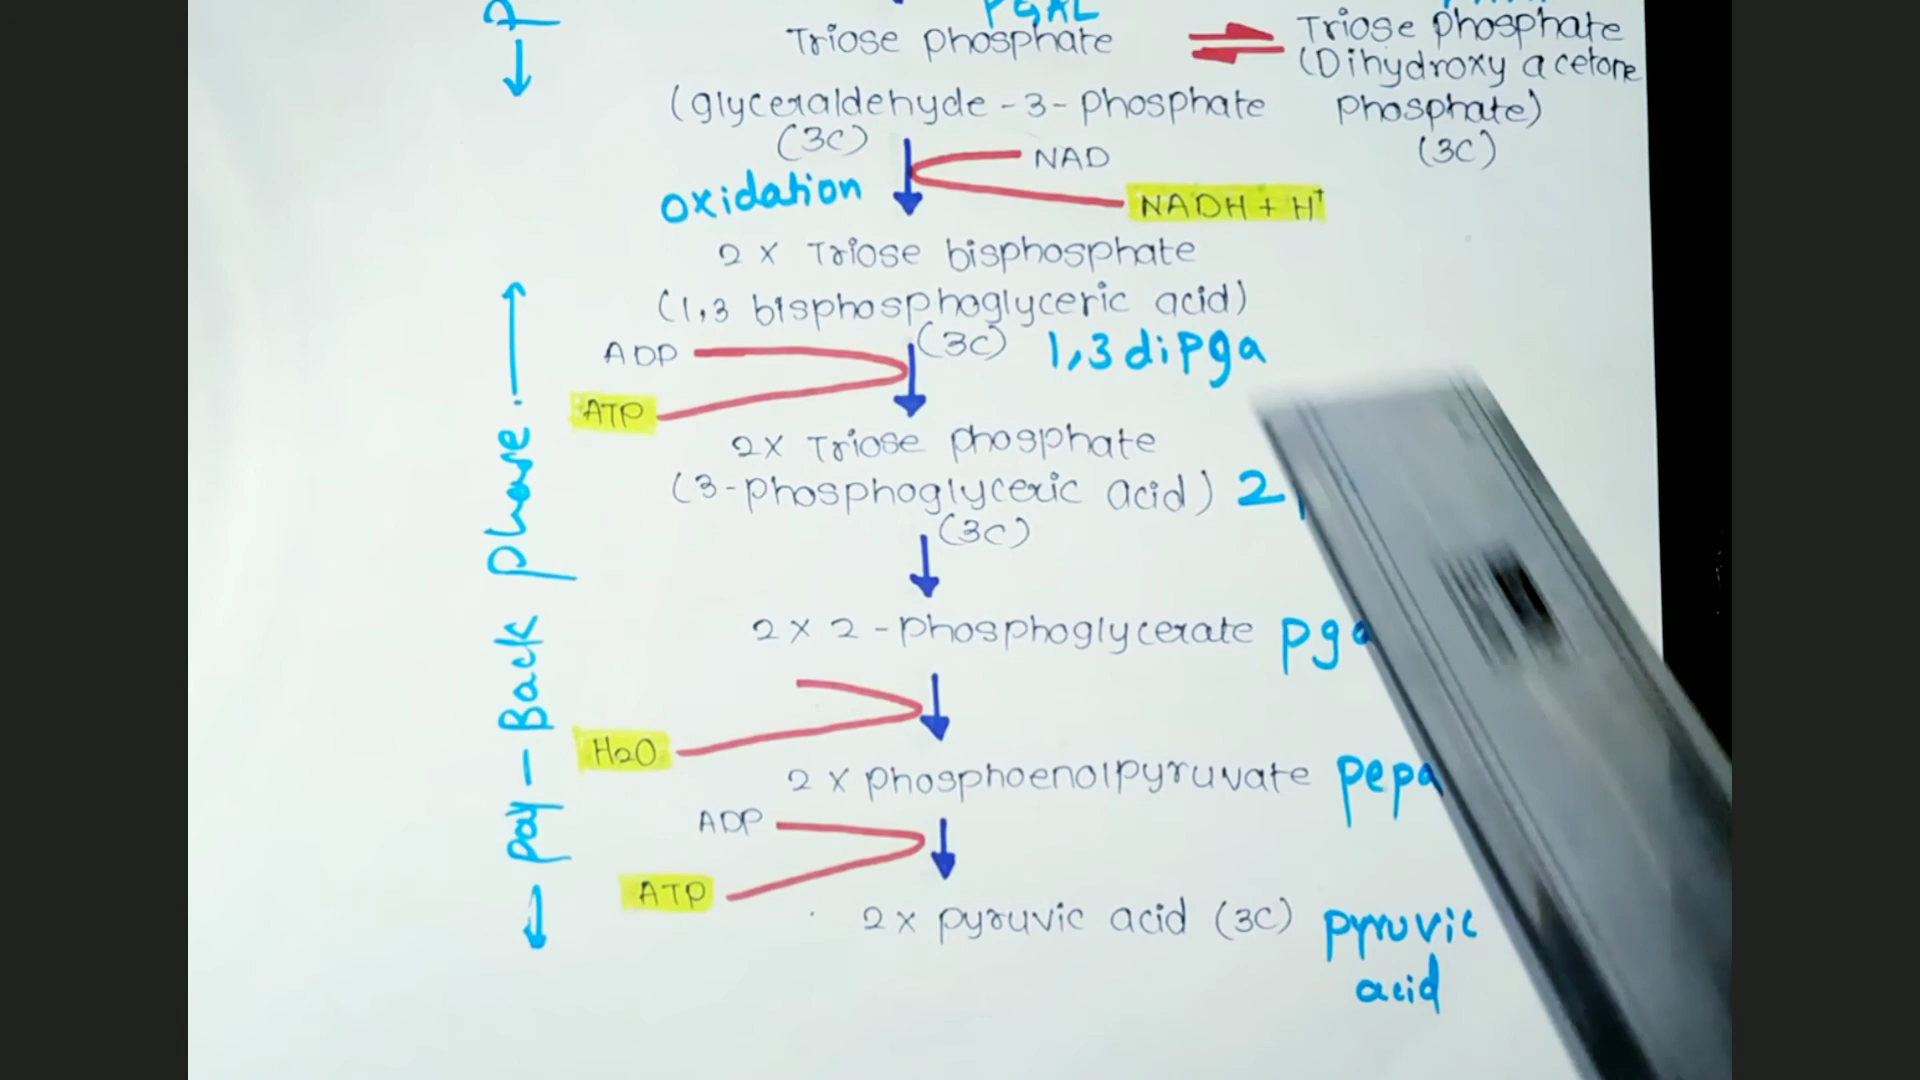 PGAL
Triose phosphate
Triose phosphate
(Dihydroxy acetone
phosphate)
(3C)
(glyceraldehyde-3-phosphate
(3C)
NAD
oxidation
NADH + H+
2 x Triose bisphosphate
(1,3 bisphosphoglyceric acid)
(3C) 1,3 dipga
ADP
ATP
2x Triose phosphate
(3-phosphoglyceric acid) 2
(3C)
2 x 2-phosphoglycerate
H2O
2 x phosphoenolpyruvate
ADP
ATP
2 x pyruvic acid (3C) pyruvic
acid
pay-Back phase